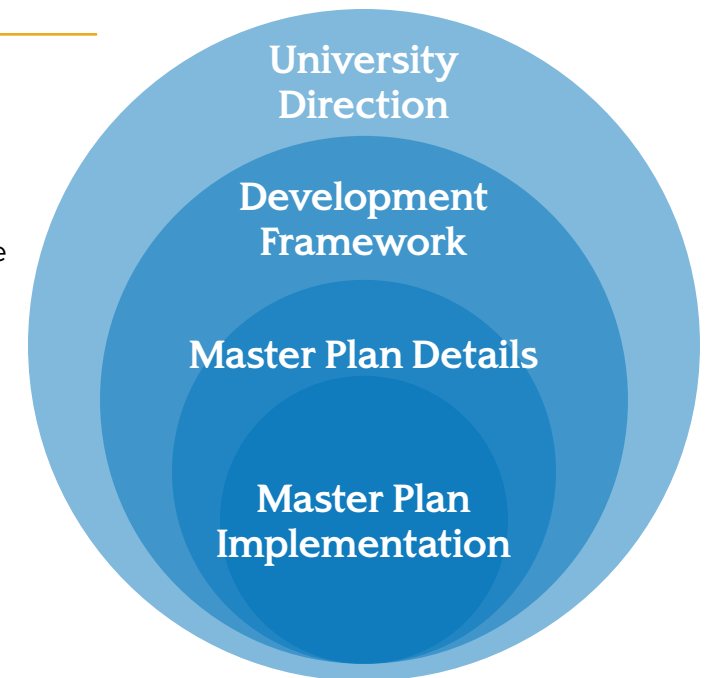 University
Direction
Development
Framework
e
Master Plan Details
Master Plan
Implementation